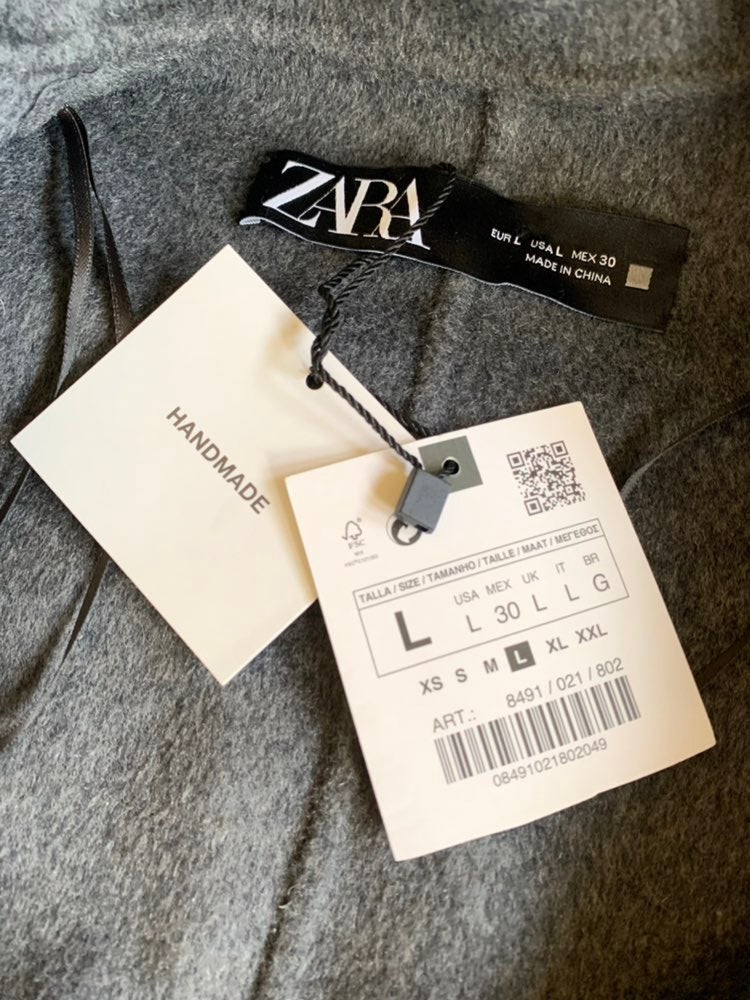 ZARA
EUR L USA L MEX 30
MADE IN CHINA
HANDMADE
FSC
TALLA / SIZE / TAMANHO / TAILLE / MAAT / ΜΕΓΕΘΟΣ
USA MEX UK IT BR
L L 30 L L G
XS S M L XL XXL
ART.: 8491 / 021 / 802
08491021802049